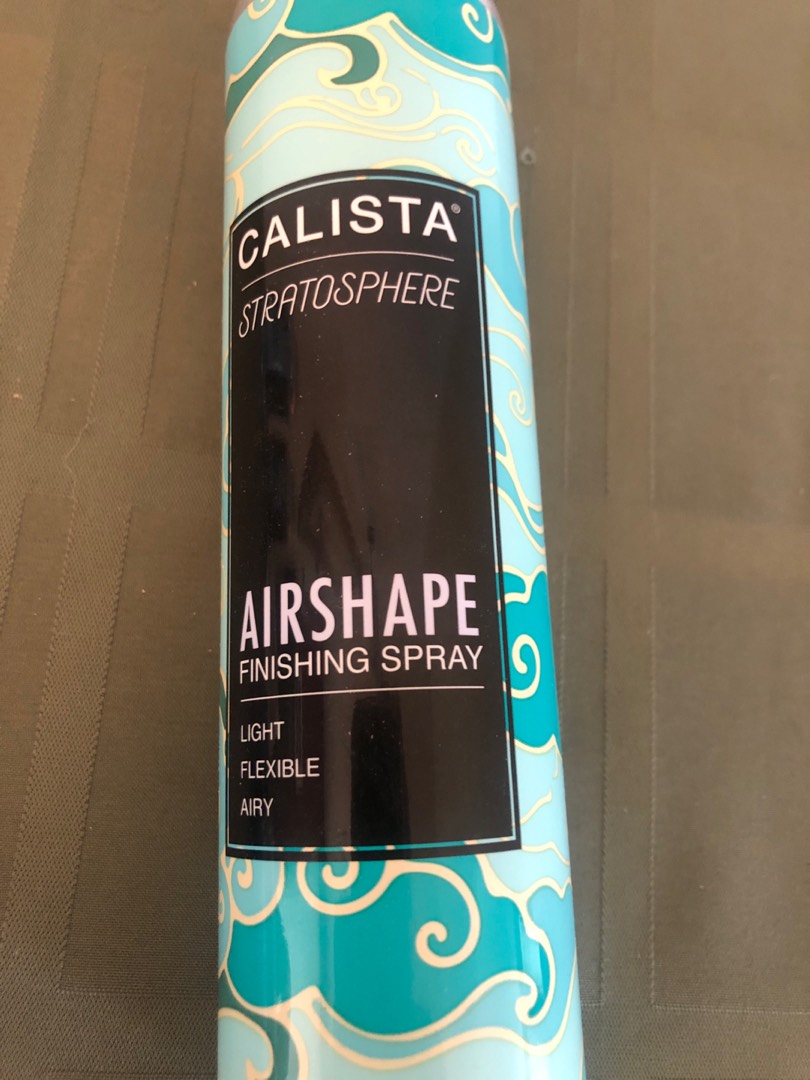 CALISTA®
STRATOSPHERE
AIRSHAPE
FINISHING SPRAY
LIGHT
FLEXIBLE
AIRY